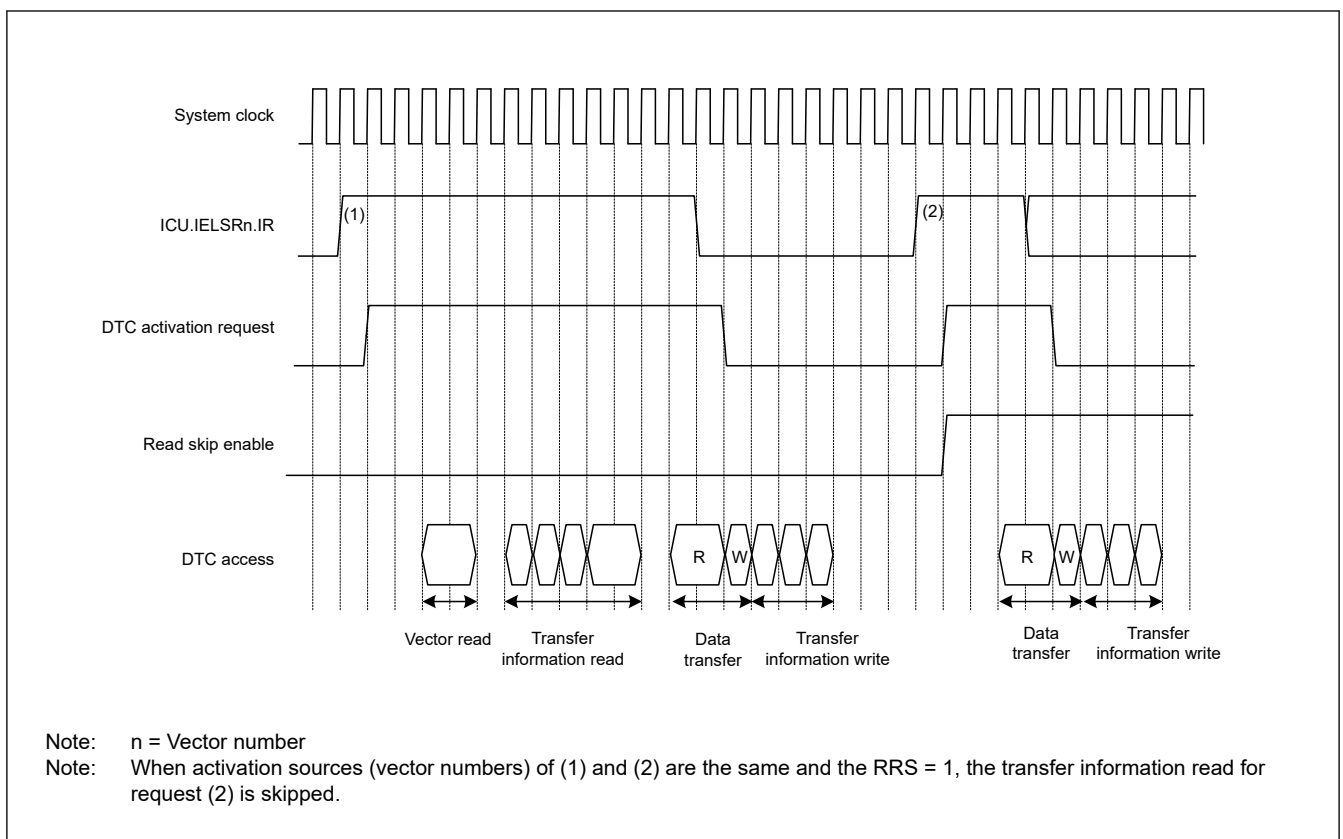 System clock
(1)
(2)
ICU.IELSRn.IR
DTC activation request
Read skip enable
DTC access
R
W
R
W
Vector read
Transfer
information read
Data
transfer
Transfer
information write
Data
transfer
Transfer
information write
Note: n = Vector number
Note: When activation sources (vector numbers) of (1) and (2) are the same and the RRS = 1, the transfer information read for
request (2) is skipped.